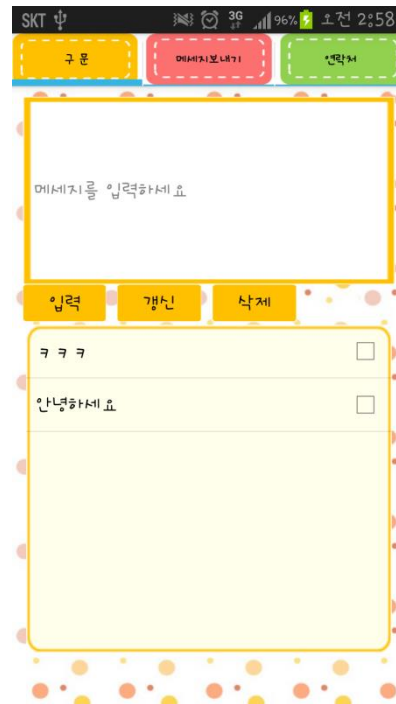 SKT 3G 96% 오전 2:58
구문 메세지보내기 연락처
메세지를 입력하세요
입력 갱신 삭제
ㅋㅋㅋ
안녕하세요